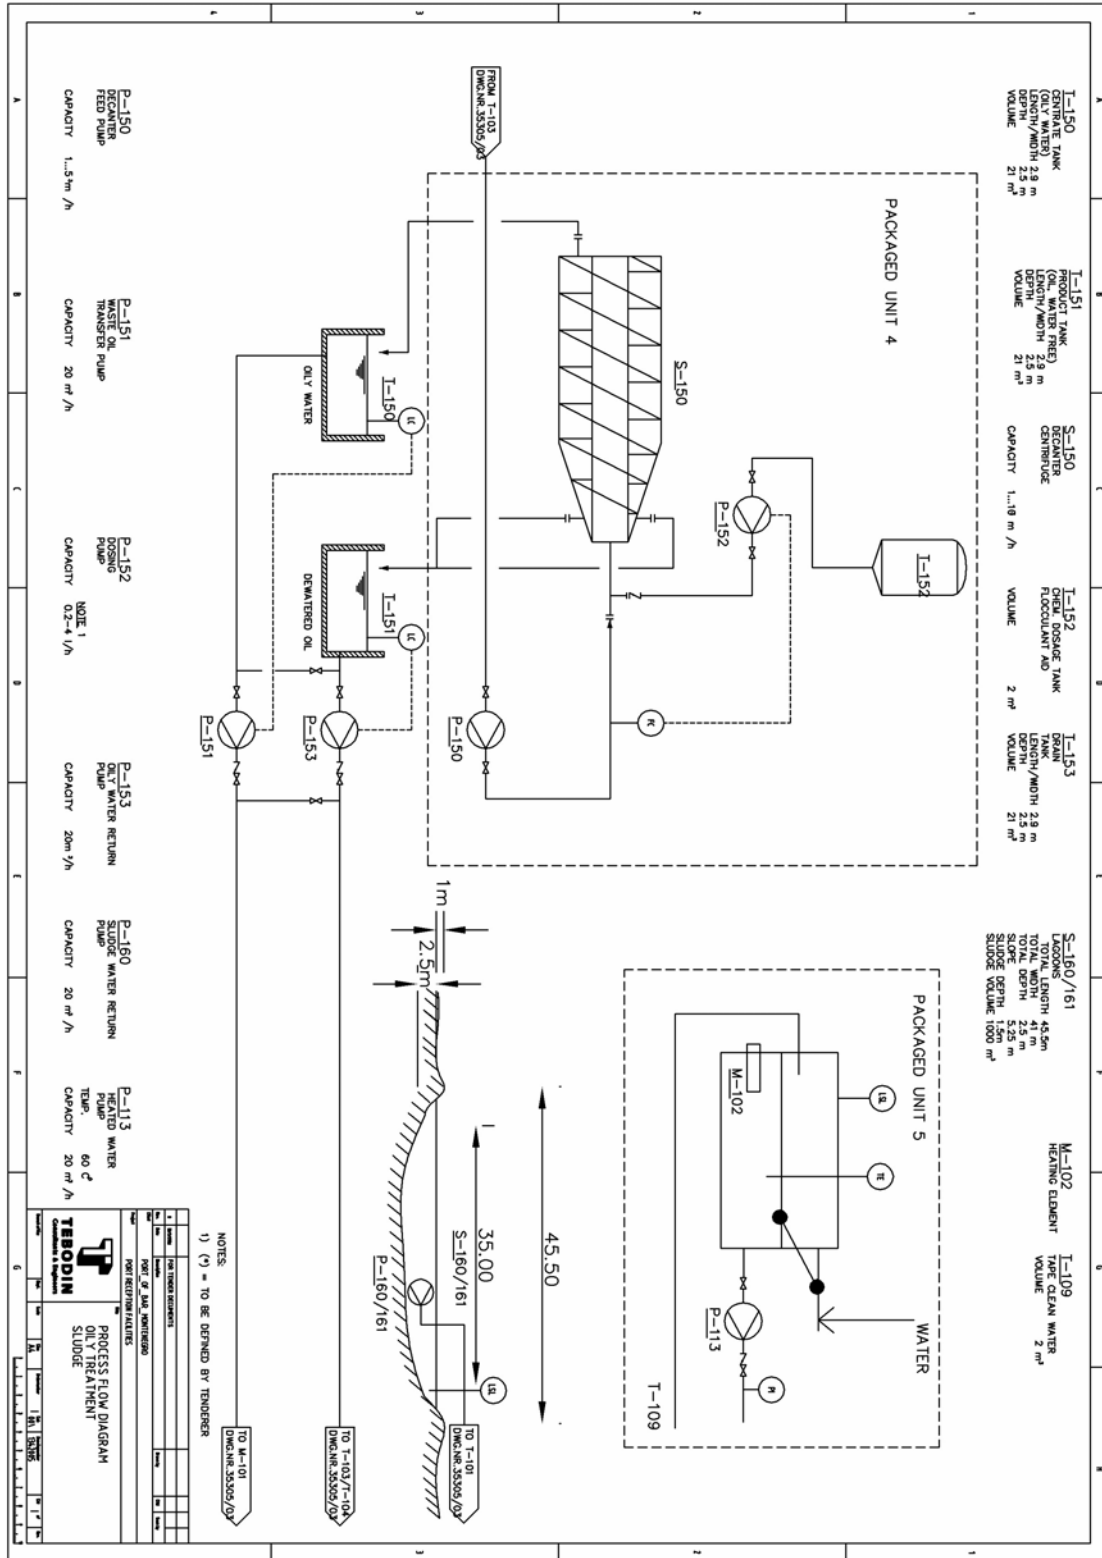 T-150
CENTRATE TANK
(OILY WATER)
LENGTH/WIDTH 2.9 m
DEPTH 2.5 m
VOLUME 21 m³
T-151
PRODUCT TANK
(OIL, WATER FREE)
LENGTH/WIDTH 2.9 m
DEPTH 2.5 m
VOLUME 21 m³
S-150
DECANTER
CENTRIFUGE
CAPACITY 1...10 m /h
T-152
CHEM. DOSAGE TANK
FLOCCULANT AID
VOLUME 2 m³
T-153
DRAIN
TANK
LENGTH/WIDTH 2.9 m
DEPTH 2.5 m
VOLUME 21 m³
S-160/161
LAGOONS
TOTAL LENGTH 45.5m
TOTAL WIDTH 41 m
TOTAL DEPTH 2.5 m
SLOPE 5.25 m
SLUDGE DEPTH 1.5m
SLUDGE VOLUME 1000 m³
M-102
HEATING ELEMENT
T-109
TAPE CLEAN WATER
VOLUME 2 m³
PACKAGED UNIT 4
T-152
P-152
S-150
FC
P-150
FROM T-103
DWG.NR.35305/03
PACKAGED UNIT 5
LSL
TE
M-102
WATER
P-113
PI
T-109
T-150
LC
OILY WATER
T-151
LC
DEWATERED OIL
P-153
P-151
1m
2.5m
45.50
35.00
S-160/161
P-160/161
LSL
TO T-101
DWG.NR.35305/03
TO T-103/T-104
DWG.NR.35305/03
TO M-101
DWG.NR.35305/03
P-150
DECANTER
FEED PUMP
CAPACITY 1...5 m /h
P-151
WASTE OIL
TRANSFER PUMP
CAPACITY 20 m³ /h
P-152
DOSING
PUMP
NOTE 1
CAPACITY 0.2-4 l/h
P-153
OILY WATER RETURN
PUMP
CAPACITY 20m ³/h
P-160
SLUDGE WATER RETURN
PUMP
CAPACITY 20 m³ /h
P-113
HEATED WATER
PUMP
TEMP. 60 c°
CAPACITY 20 m³ /h
NOTES:
1) (*) = TO BE DEFINED BY TENDERER
FOR TENDER DOCUMENTS
PORT OF BAR, MONTENEGRO
PORT RECEPTION FACILITIES
TEBODIN
Consultants & Engineers
PROCESS FLOW DIAGRAM
OILY TREATMENT
SLUDGE